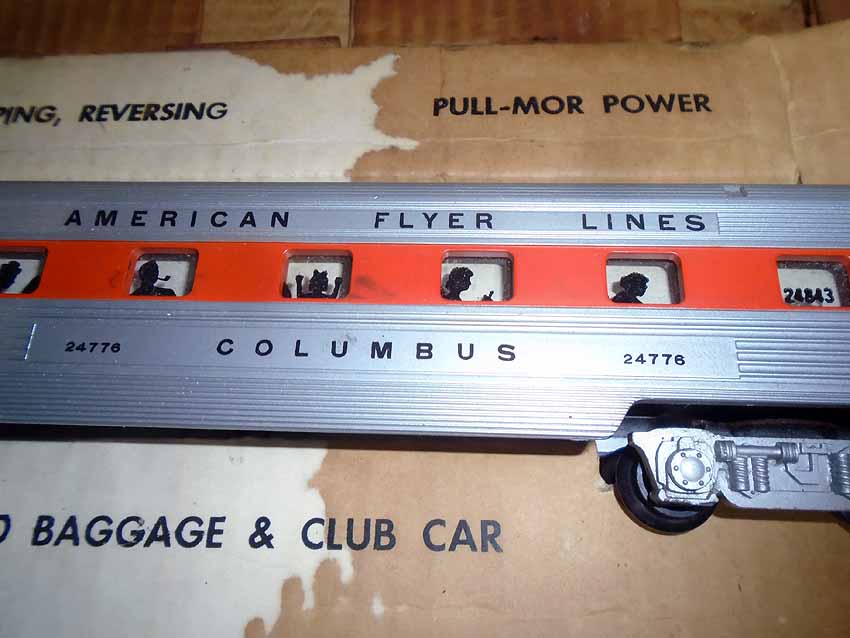 PING, REVERSING
PULL-MOR POWER
AMERICAN FLYER LINES
24843
24776 COLUMBUS 24776
BAGGAGE & CLUB CAR